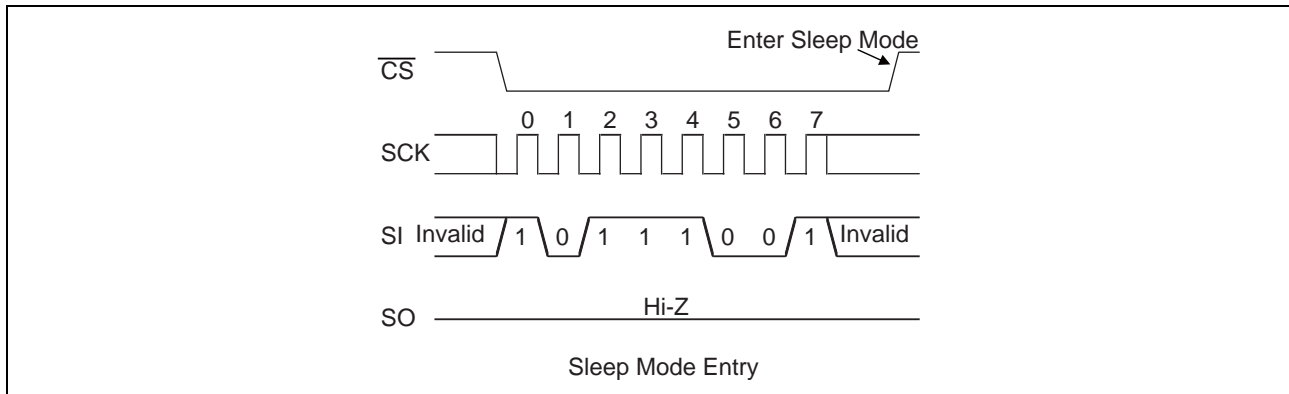 Enter Sleep Mode
CS
0 1 2 3 4 5 6 7
SCK
SI Invalid 1 0 1 1 1 0 0 1 Invalid
Hi-Z
SO
Sleep Mode Entry